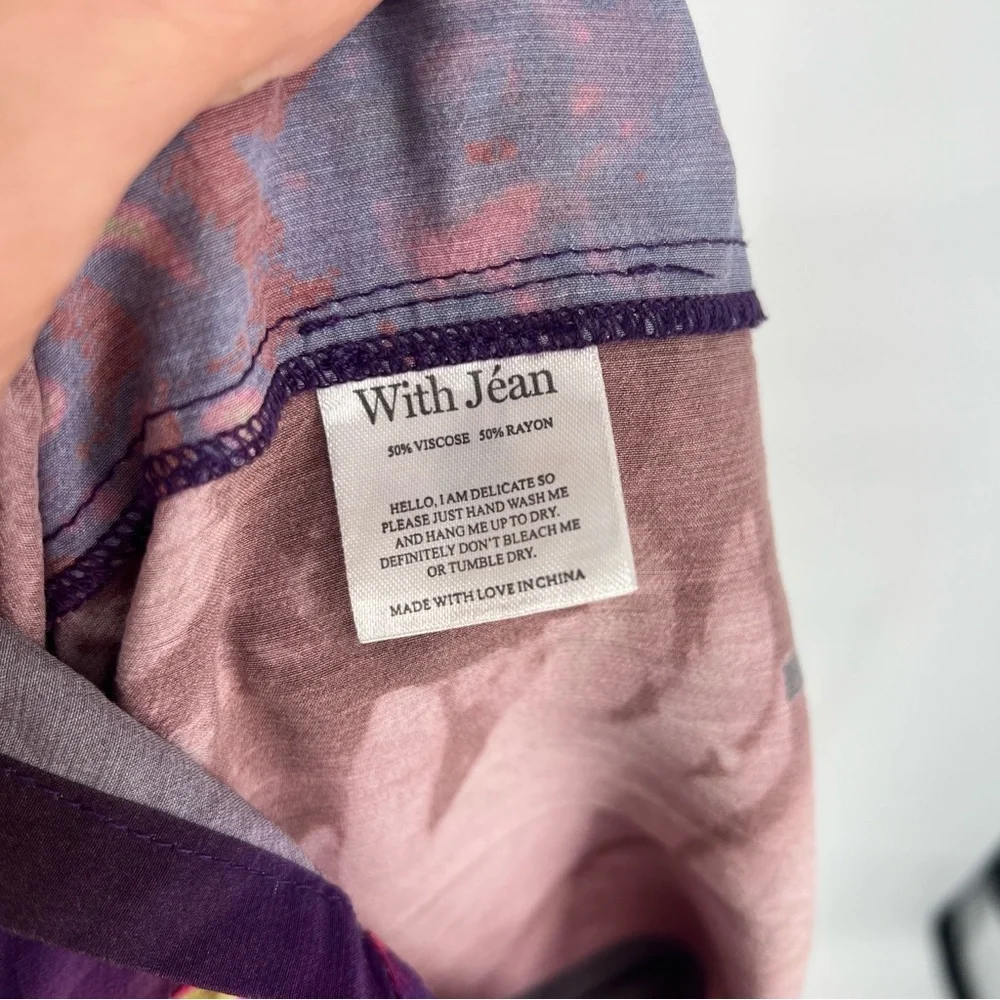 With Jéan
50% VISCOSE 50% RAYON
HELLO, I AM DELICATE SO
PLEASE JUST HAND WASH ME
AND HANG ME UP TO DRY.
DEFINITELY DON'T BLEACH ME
OR TUMBLE DRY.
MADE WITH LOVE IN CHINA